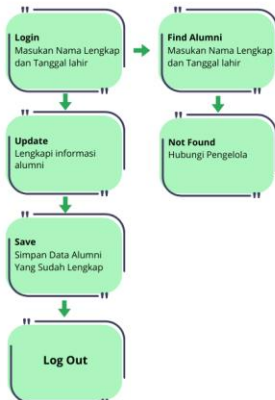 Login
Masukan Nama Lengkap
dan Tanggal lahir
Find Alumni
Masukan Nama Lengkap
dan Tanggal lahir
Update
Lengkapi informasi
alumni
Not Found
Hubungi Pengelola
Save
Simpan Data Alumni
Yang Sudah Lengkap
Log Out